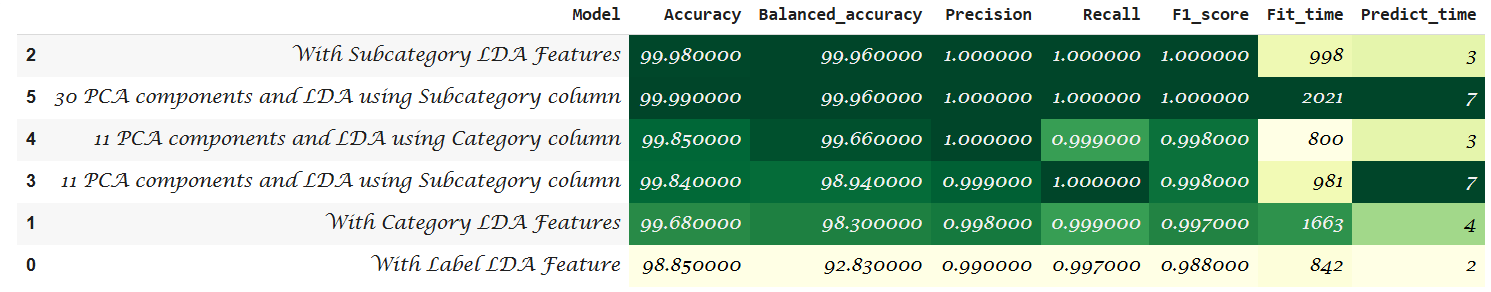 Model Accuracy Balanced_accuracy Precision Recall F1_score Fit_time Predict_time
2 With Subcategory LDA Features 99.980000 99.960000 1.000000 1.000000 1.000000 998 3
5 30 PCA components and LDA using Subcategory column 99.990000 99.960000 1.000000 1.000000 1.000000 2021 7
4 11 PCA components and LDA using Category column 99.850000 99.660000 1.000000 0.999000 0.998000 800 3
3 11 PCA components and LDA using Subcategory column 99.840000 98.940000 0.999000 1.000000 0.998000 981 7
1 With Category LDA Features 99.680000 98.300000 0.998000 0.999000 0.997000 1663 4
0 With Label LDA Feature 98.850000 92.830000 0.990000 0.997000 0.988000 842 2